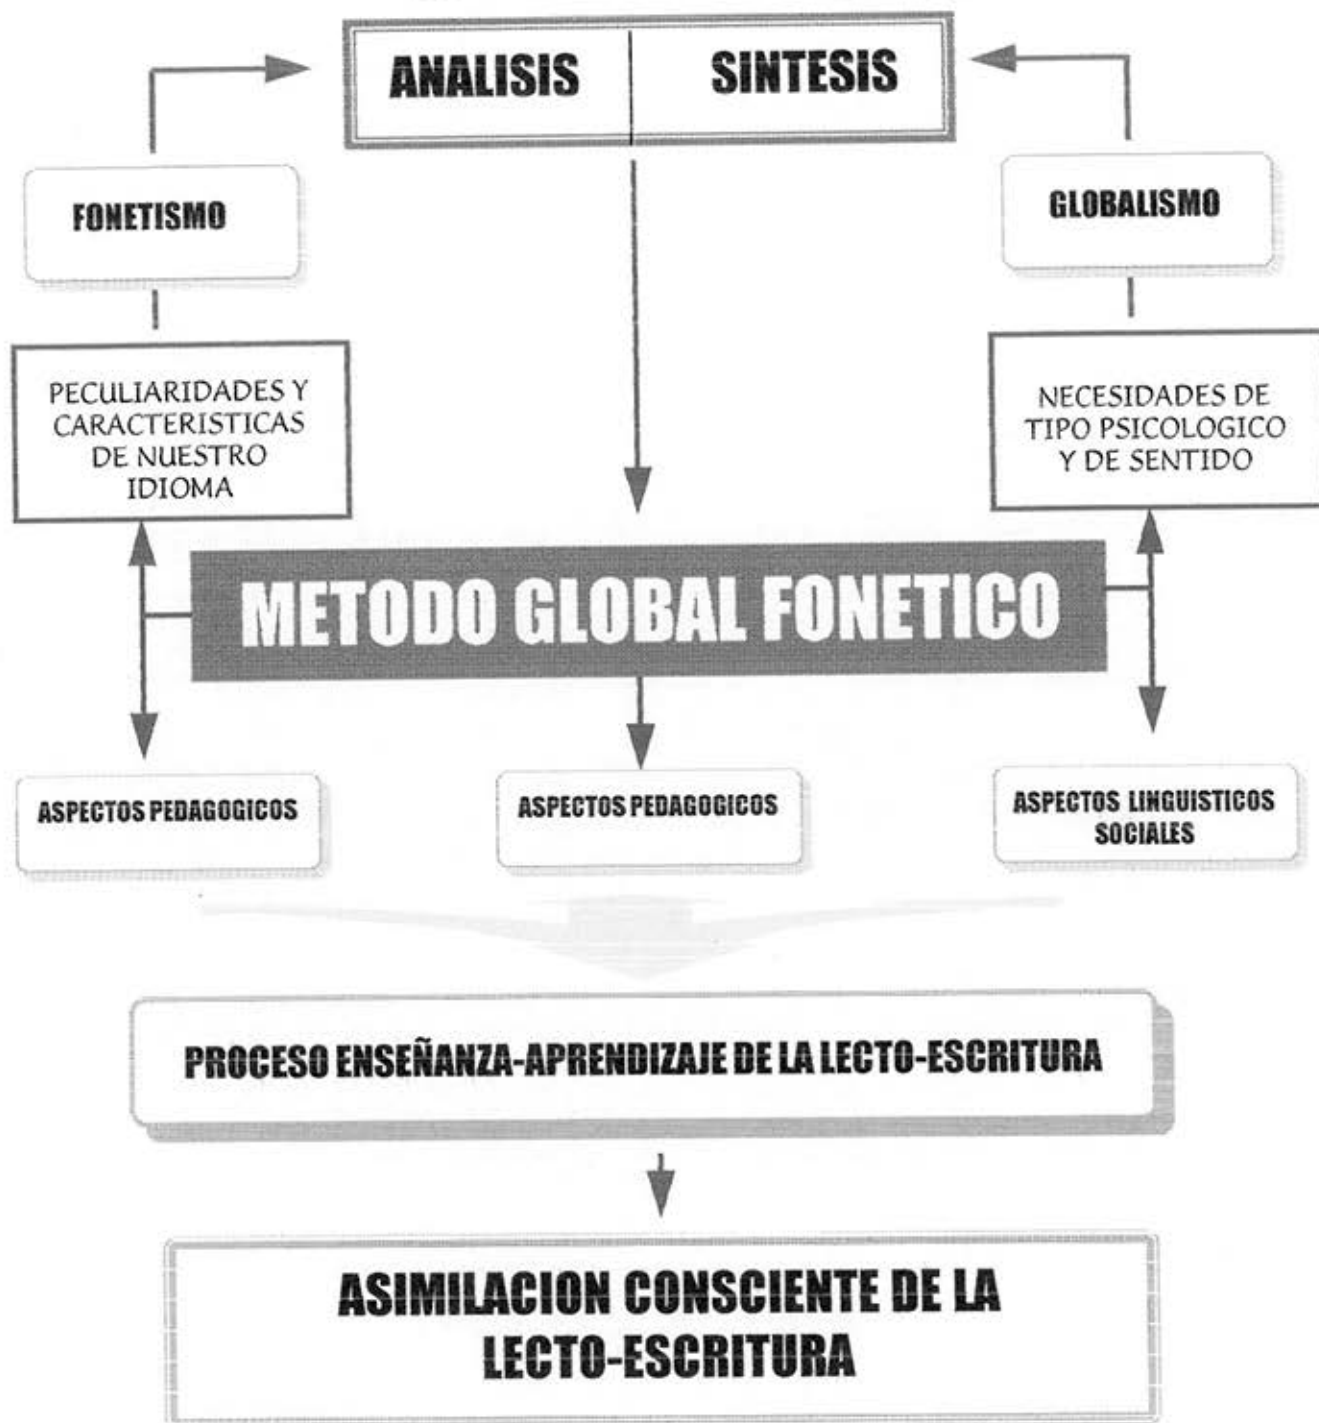 ANALISIS
SINTESIS
FONETISMO
GLOBALISMO
PECULIARIDADES Y
CARACTERISTICAS
DE NUESTRO
IDIOMA
NECESIDADES DE
TIPO PSICOLOGICO
Y DE SENTIDO
METODO GLOBAL FONETICO
ASPECTOS PEDAGOGICOS
ASPECTOS PEDAGOGICOS
ASPECTOS LINGUISTICOS
SOCIALES
PROCESO ENSEÑANZA-APRENDIZAJE DE LA LECTO-ESCRITURA
ASIMILACION CONSCIENTE DE LA
LECTO-ESCRITURA